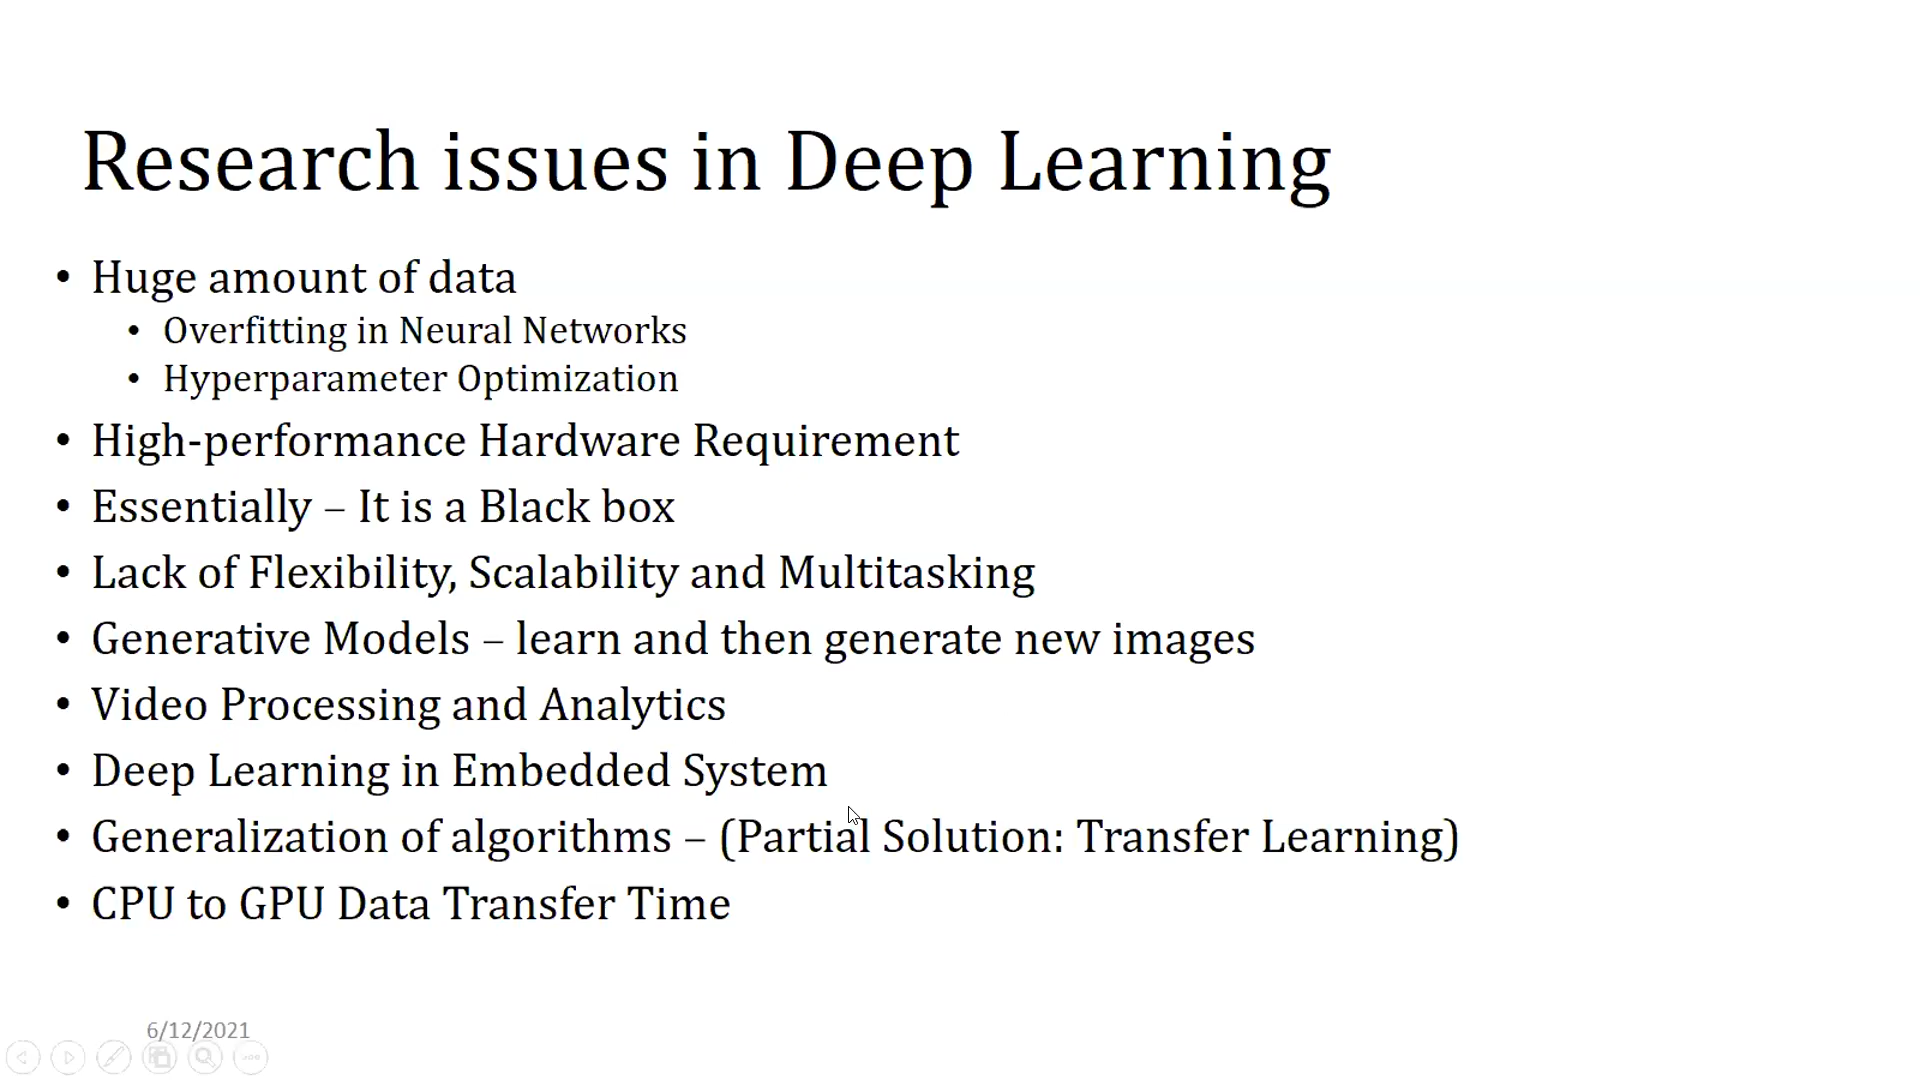 Research issues in Deep Learning
• Huge amount of data
• Overfitting in Neural Networks
• Hyperparameter Optimization
• High-performance Hardware Requirement
• Essentially – It is a Black box
• Lack of Flexibility, Scalability and Multitasking
• Generative Models – learn and then generate new images
• Video Processing and Analytics
• Deep Learning in Embedded System
• Generalization of algorithms – (Partial Solution: Transfer Learning)
• CPU to GPU Data Transfer Time
6/12/2021